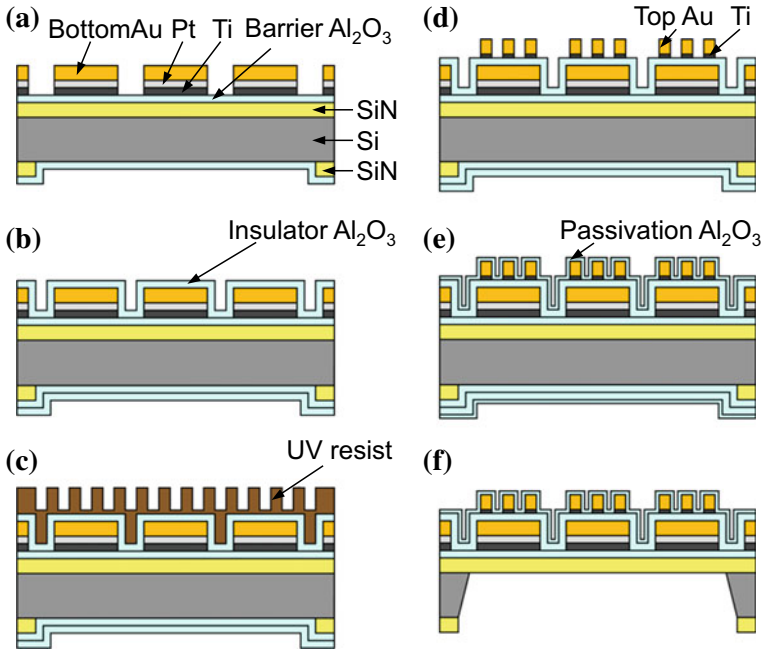 (a)
BottomAu Pt Ti Barrier Al₂O₃
SiN
Si
SiN
(b)
Insulator Al₂O₃
(c)
UV resist
(d)
Top Au Ti
(e)
Passivation Al₂O₃
(f)